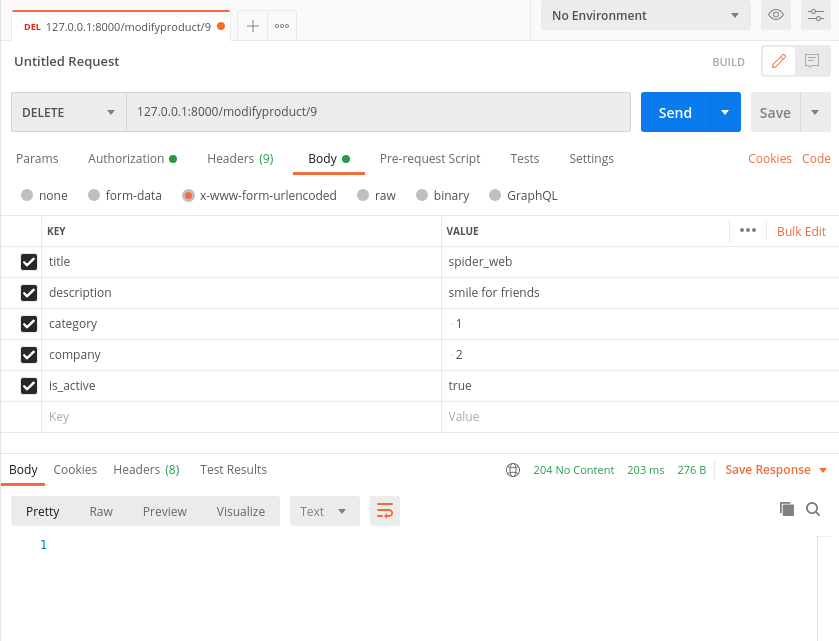 DEL 127.0.0.1:8000/modifyproduct/9
No Environment
Untitled Request
BUILD
DELETE 127.0.0.1:8000/modifyproduct/9 Send Save
Params Authorization Headers (9) Body Pre-request Script Tests Settings Cookies Code
none form-data x-www-form-urlencoded raw binary GraphQL
KEY VALUE Bulk Edit
title spider_web
description smile for friends
category 1
company 2
is_active true
Key Value
Body Cookies Headers (8) Test Results 204 No Content 203 ms 276 B Save Response
Pretty Raw Preview Visualize Text
1